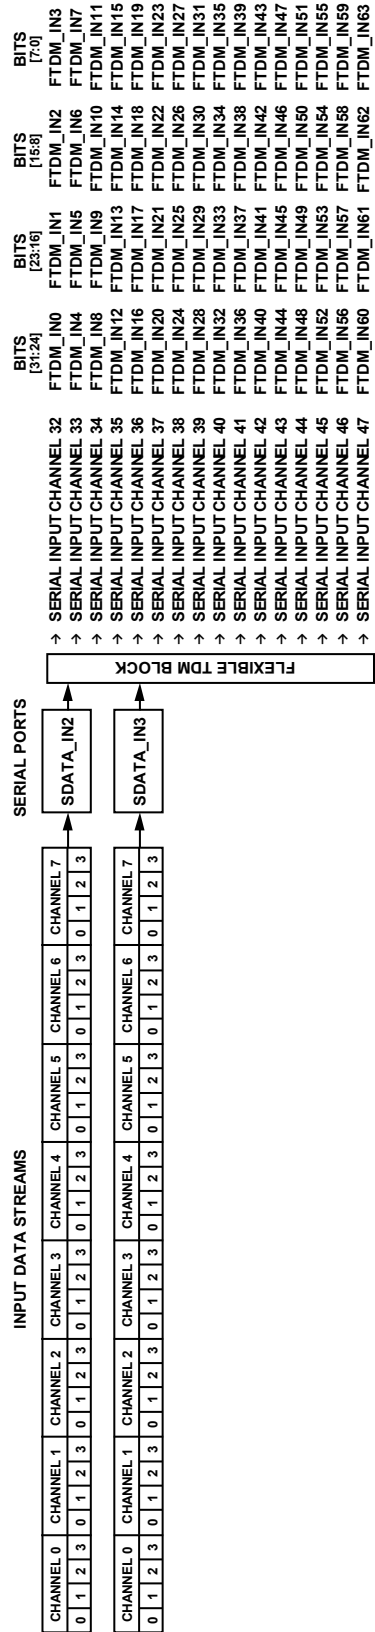 INPUT DATA STREAMS
SERIAL PORTS
BITS [31:24] BITS [23:16] BITS [15:8] BITS [7:0]
CHANNEL 0 CHANNEL 1 CHANNEL 2 CHANNEL 3 CHANNEL 4 CHANNEL 5 CHANNEL 6 CHANNEL 7
0 1 2 3 0 1 2 3 0 1 2 3 0 1 2 3 0 1 2 3 0 1 2 3 0 1 2 3 0 1 2 3
SDATA_IN2
CHANNEL 0 CHANNEL 1 CHANNEL 2 CHANNEL 3 CHANNEL 4 CHANNEL 5 CHANNEL 6 CHANNEL 7
0 1 2 3 0 1 2 3 0 1 2 3 0 1 2 3 0 1 2 3 0 1 2 3 0 1 2 3 0 1 2 3
SDATA_IN3
FLEXIBLE TDM BLOCK
→ SERIAL INPUT CHANNEL 32 FTDM_IN0 FTDM_IN1 FTDM_IN2 FTDM_IN3
→ SERIAL INPUT CHANNEL 33 FTDM_IN4 FTDM_IN5 FTDM_IN6 FTDM_IN7
→ SERIAL INPUT CHANNEL 34 FTDM_IN8 FTDM_IN9 FTDM_IN10 FTDM_IN11
→ SERIAL INPUT CHANNEL 35 FTDM_IN12 FTDM_IN13 FTDM_IN14 FTDM_IN15
→ SERIAL INPUT CHANNEL 36 FTDM_IN16 FTDM_IN17 FTDM_IN18 FTDM_IN19
→ SERIAL INPUT CHANNEL 37 FTDM_IN20 FTDM_IN21 FTDM_IN22 FTDM_IN23
→ SERIAL INPUT CHANNEL 38 FTDM_IN24 FTDM_IN25 FTDM_IN26 FTDM_IN27
→ SERIAL INPUT CHANNEL 39 FTDM_IN28 FTDM_IN29 FTDM_IN30 FTDM_IN31
→ SERIAL INPUT CHANNEL 40 FTDM_IN32 FTDM_IN33 FTDM_IN34 FTDM_IN35
→ SERIAL INPUT CHANNEL 41 FTDM_IN36 FTDM_IN37 FTDM_IN38 FTDM_IN39
→ SERIAL INPUT CHANNEL 42 FTDM_IN40 FTDM_IN41 FTDM_IN42 FTDM_IN43
→ SERIAL INPUT CHANNEL 43 FTDM_IN44 FTDM_IN45 FTDM_IN46 FTDM_IN47
→ SERIAL INPUT CHANNEL 44 FTDM_IN48 FTDM_IN49 FTDM_IN50 FTDM_IN51
→ SERIAL INPUT CHANNEL 45 FTDM_IN52 FTDM_IN53 FTDM_IN54 FTDM_IN55
→ SERIAL INPUT CHANNEL 46 FTDM_IN56 FTDM_IN57 FTDM_IN58 FTDM_IN59
→ SERIAL INPUT CHANNEL 47 FTDM_IN60 FTDM_IN61 FTDM_IN62 FTDM_IN63